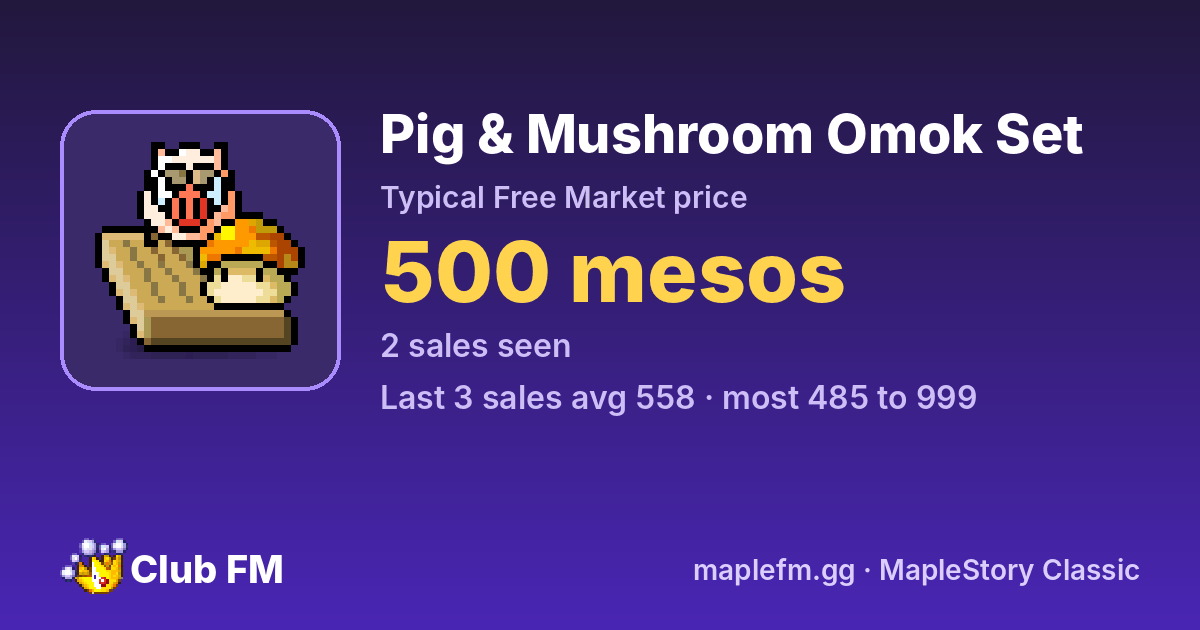 Pig & Mushroom Omok Set
Typical Free Market price
500 mesos
2 sales seen
Last 3 sales avg 558 · most 485 to 999
Club FM
maplefm.gg · MapleStory Classic